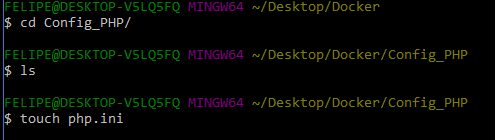 FELIPE@DESKTOP-V5LQ5FQ MINGW64 ~/Desktop/Docker
$ cd Config_PHP/
FELIPE@DESKTOP-V5LQ5FQ MINGW64 ~/Desktop/Docker/Config_PHP
$ ls
FELIPE@DESKTOP-V5LQ5FQ MINGW64 ~/Desktop/Docker/Config_PHP
$ touch php.ini